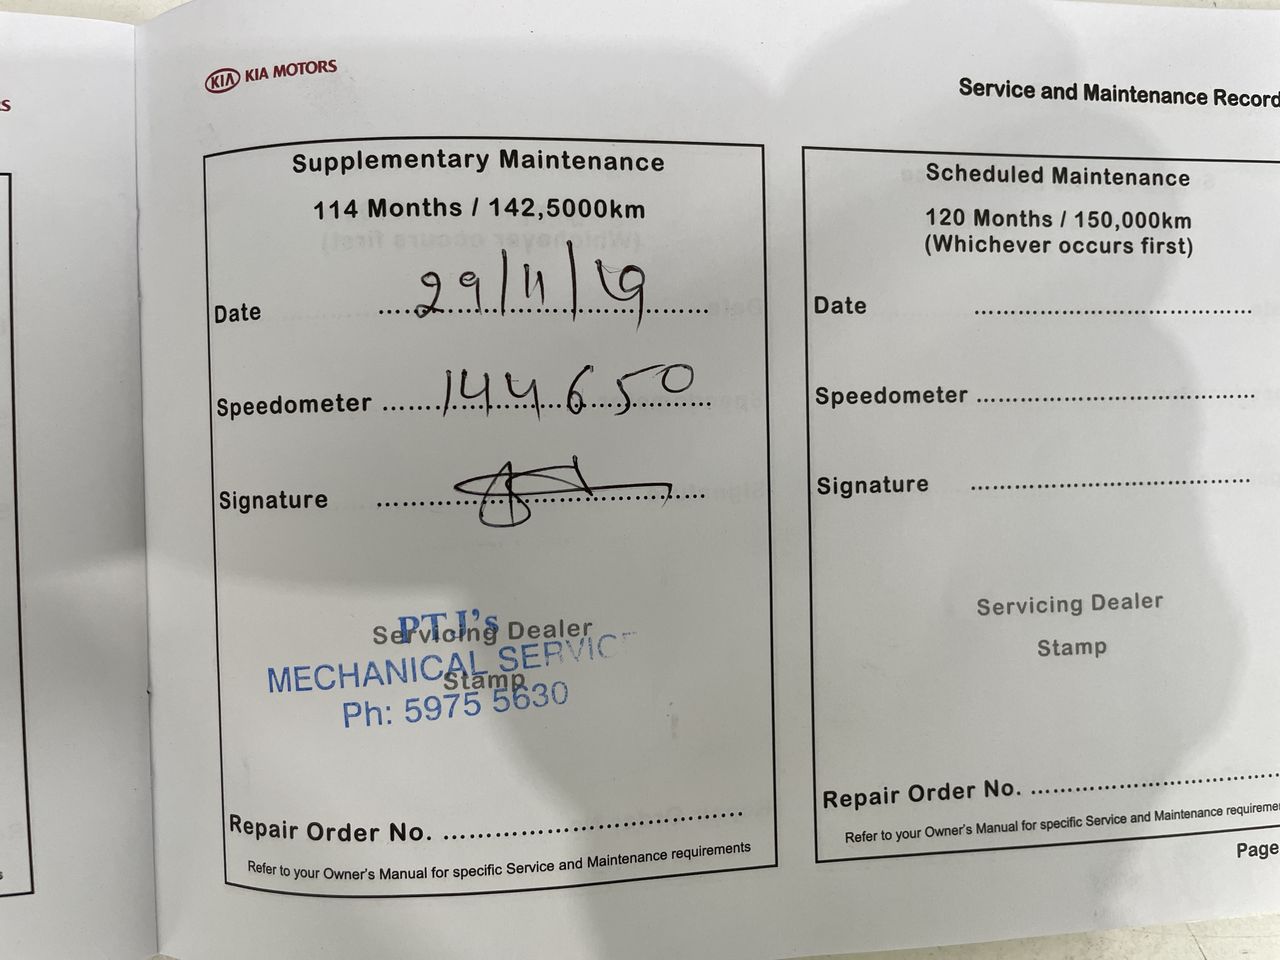 RS
KIA KIA MOTORS
Service and Maintenance Record
Supplementary Maintenance
114 Months / 142,5000km
Date 29/11/19
Speedometer 144650
Signature
PTJ's
Servicing Dealer
MECHANICAL SERVIC
Stamp
Ph: 5975 5630
Repair Order No.
Refer to your Owner's Manual for specific Service and Maintenance requirements
Scheduled Maintenance
120 Months / 150,000km
(Whichever occurs first)
Date
Speedometer
Signature
Servicing Dealer
Stamp
Repair Order No.
Refer to your Owner's Manual for specific Service and Maintenance requireme
Page